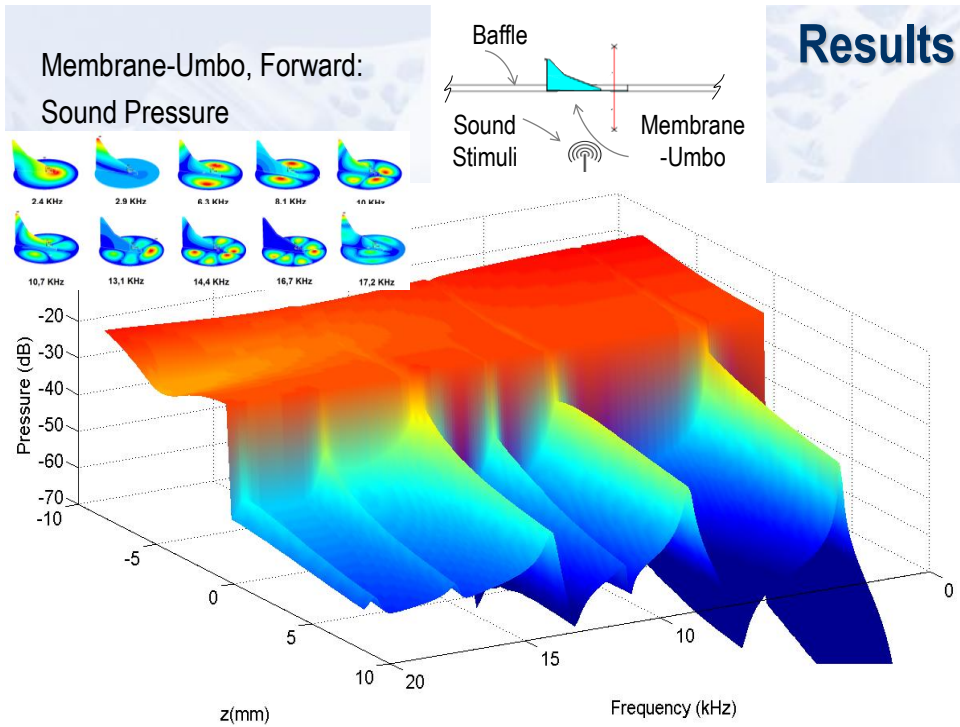 Results
Membrane-Umbo, Forward:
Sound Pressure
Baffle
Sound
Stimuli
Membrane
-Umbo
2.4 KHz
2.9 KHz
6.3 KHz
8.1 KHz
10 KHz
10,7 KHz
13,1 KHz
14,4 KHz
16,7 KHz
17,2 KHz
Pressure (dB)
-20
-30
-40
-50
-60
-70
-10
-5
0
5
10
z(mm)
20
15
10
0
Frequency (kHz)